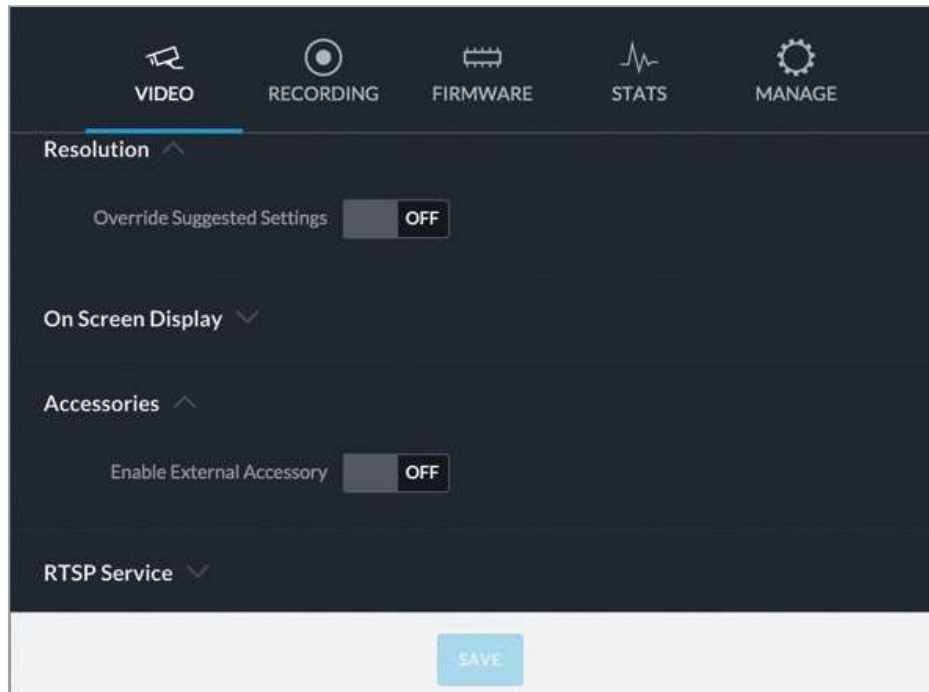 VIDEO RECORDING FIRMWARE STATS MANAGE
Resolution
Override Suggested Settings OFF
On Screen Display
Accessories
Enable External Accessory OFF
RTSP Service
SAVE